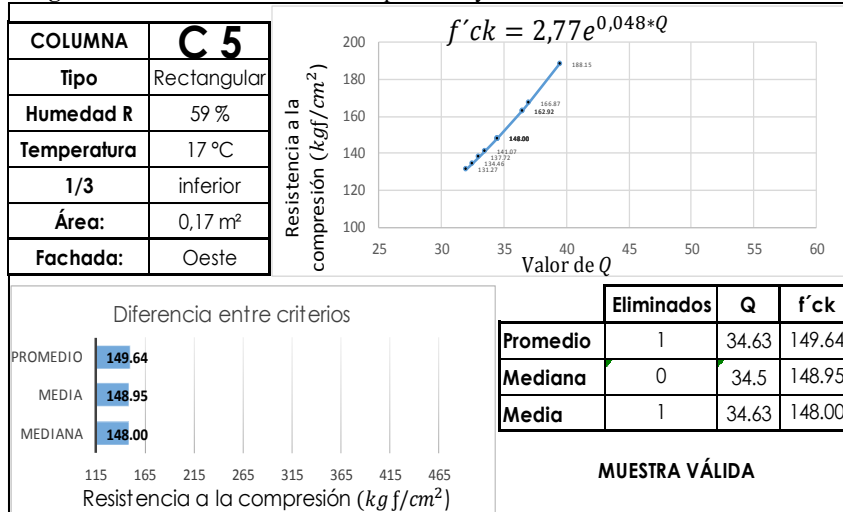 COLUMNA C 5
Tipo Rectangular
Humedad R 59 %
Temperatura 17 °C
1/3 inferior
Área: 0,17 m²
Fachada: Oeste
f´ck = 2,77e^{0,048*Q}
Resistencia a la
compresión (kgf/cm²)
200
180
160
140
120
100
188.15
166.87
162.92
148.00
141.07
137.72
134.46
131.27
25 30 35 40 45 50 55 60
Valor de Q
Diferencia entre criterios
PROMEDIO 149.64
MEDIA 148.95
MEDIANA 148.00
115 165 215 265 315 365 415 465
Resistencia a la compresión (kg f/cm²)
Eliminados Q f´ck
Promedio 1 34.63 149.64
Mediana 0 34.5 148.95
Media 1 34.63 148.00
MUESTRA VÁLIDA